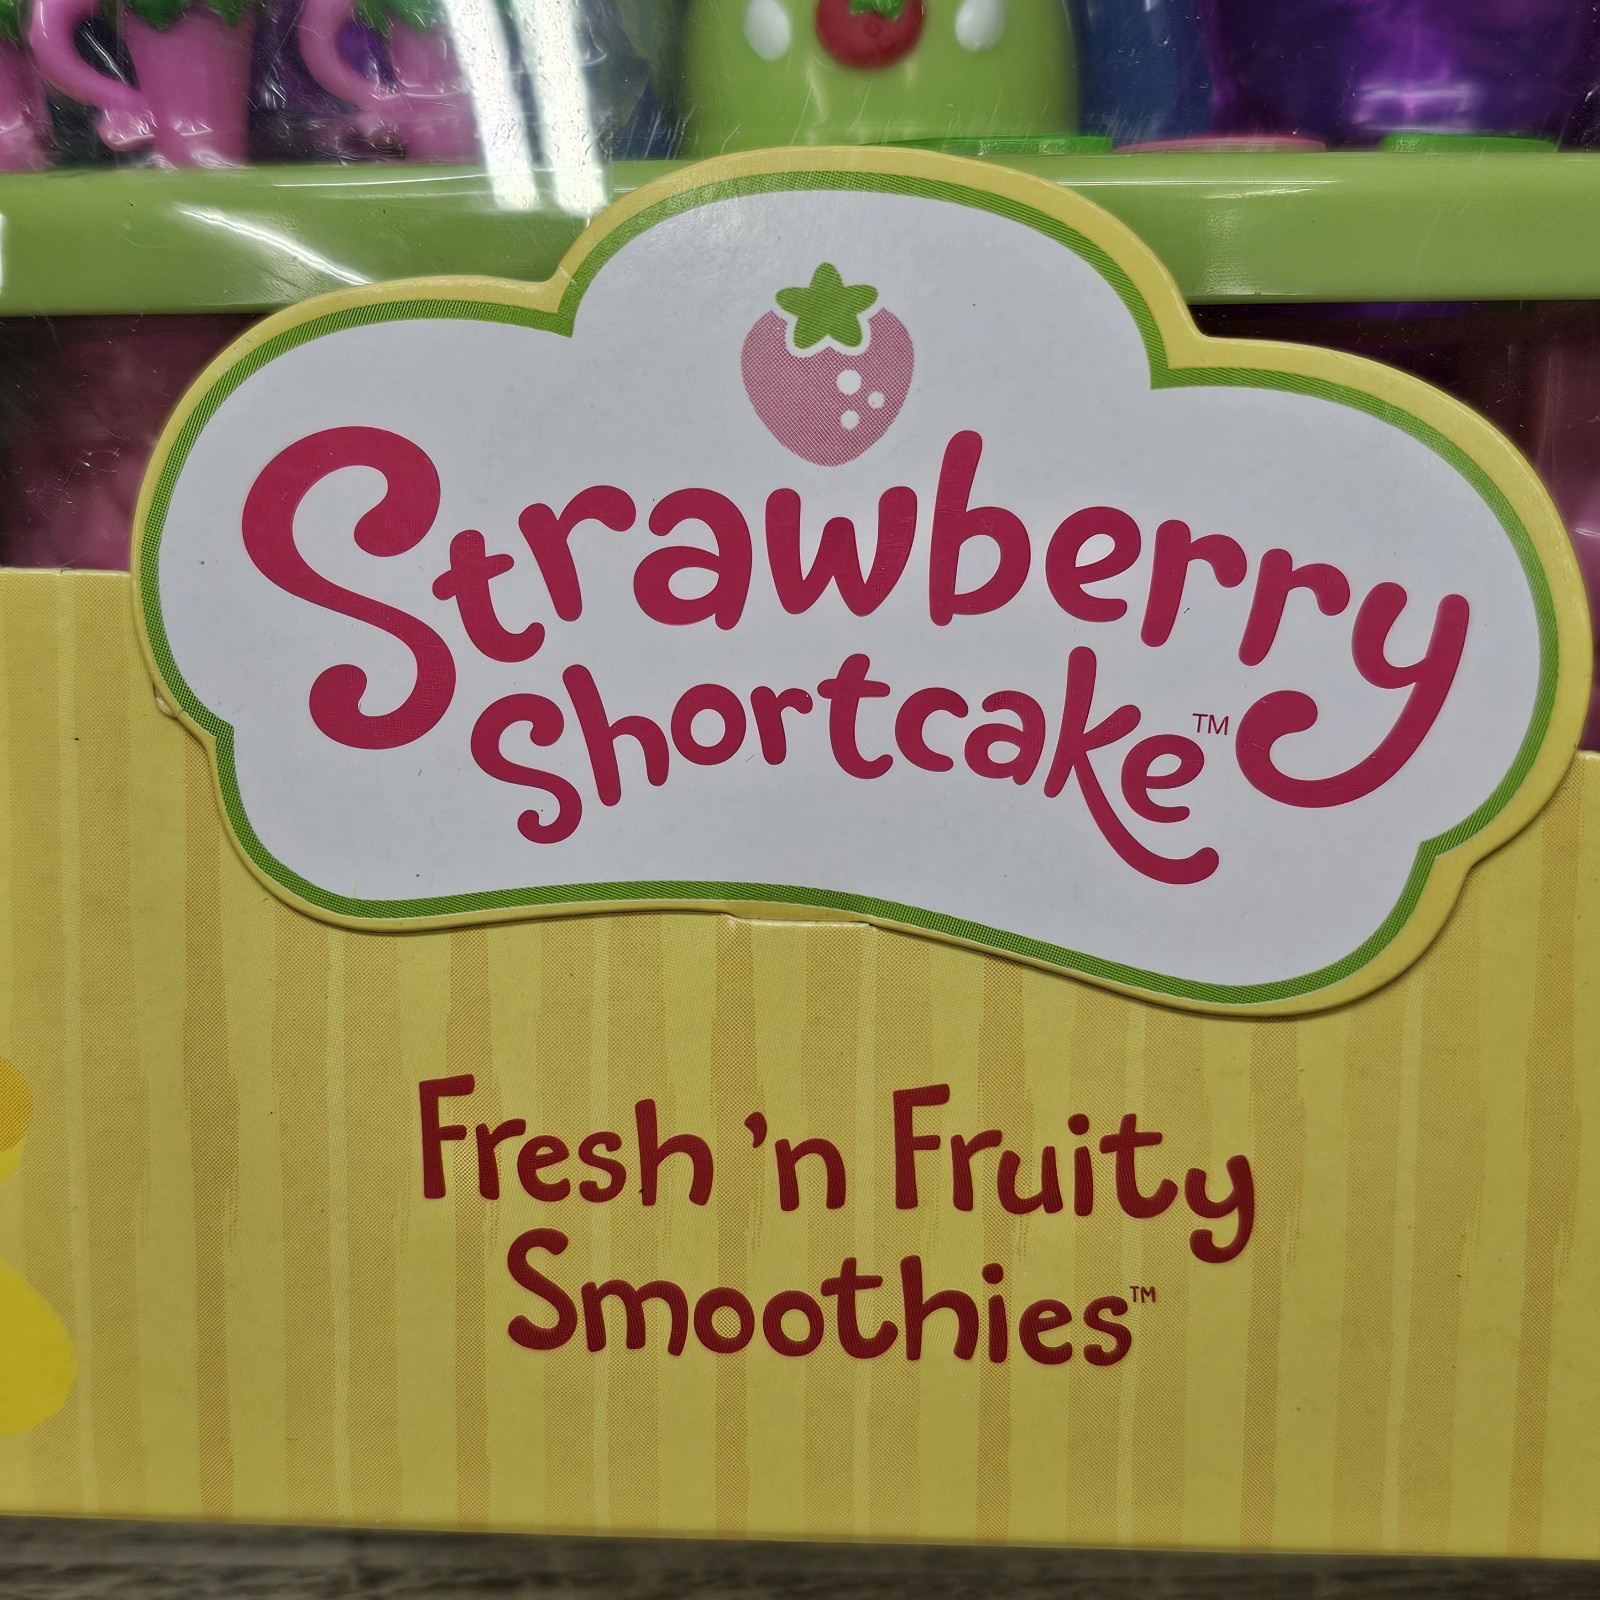 Strawberry
Shortcake™
Fresh 'n Fruity
Smoothies™